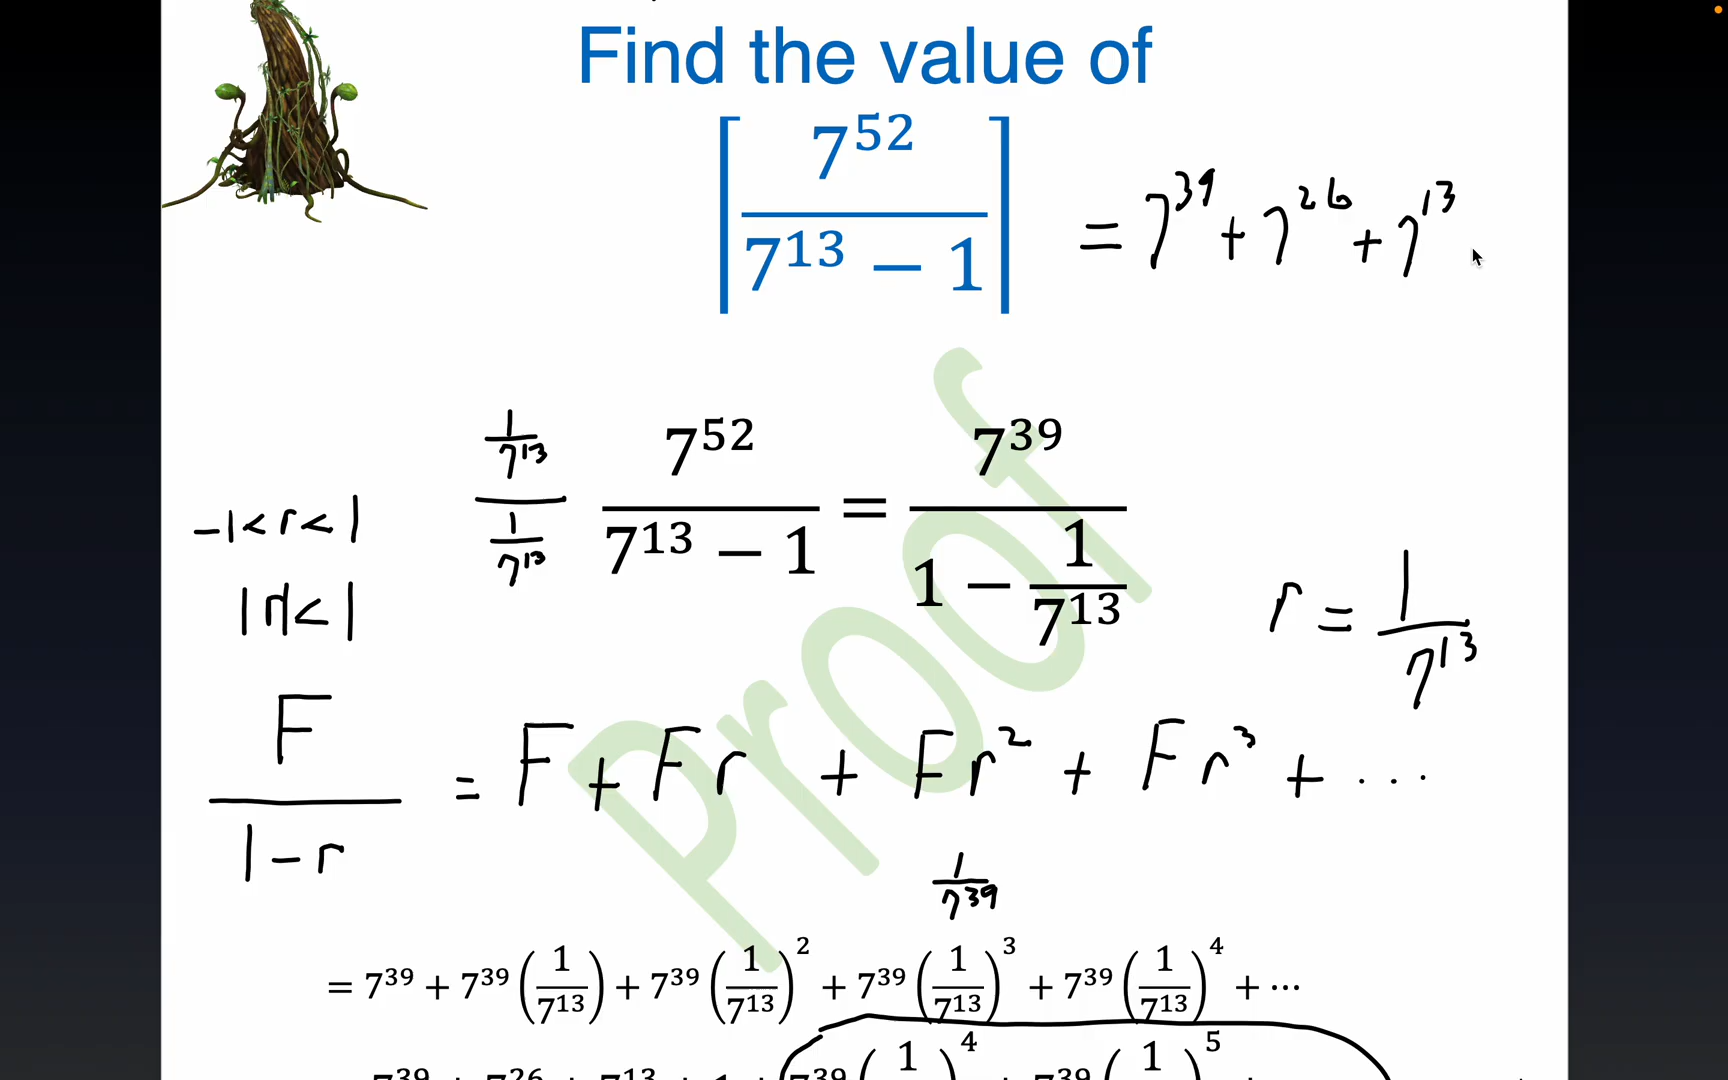 Find the value of
⌈7^52 / (7^13 − 1)⌉ = 7^39 + 7^26 + 7^13
(1/7^13)/(1/7^13) 7^52/(7^13 − 1) = 7^39/(1 − 1/7^13)
-1 < r < 1
|r| < 1
r = 1/7^13
Proof
F/(1 − r) = F + Fr + Fr^2 + Fr^3 + ...
1/7^39
= 7^39 + 7^39(1/7^13) + 7^39(1/7^13)^2 + 7^39(1/7^13)^3 + 7^39(1/7^13)^4 + ⋯